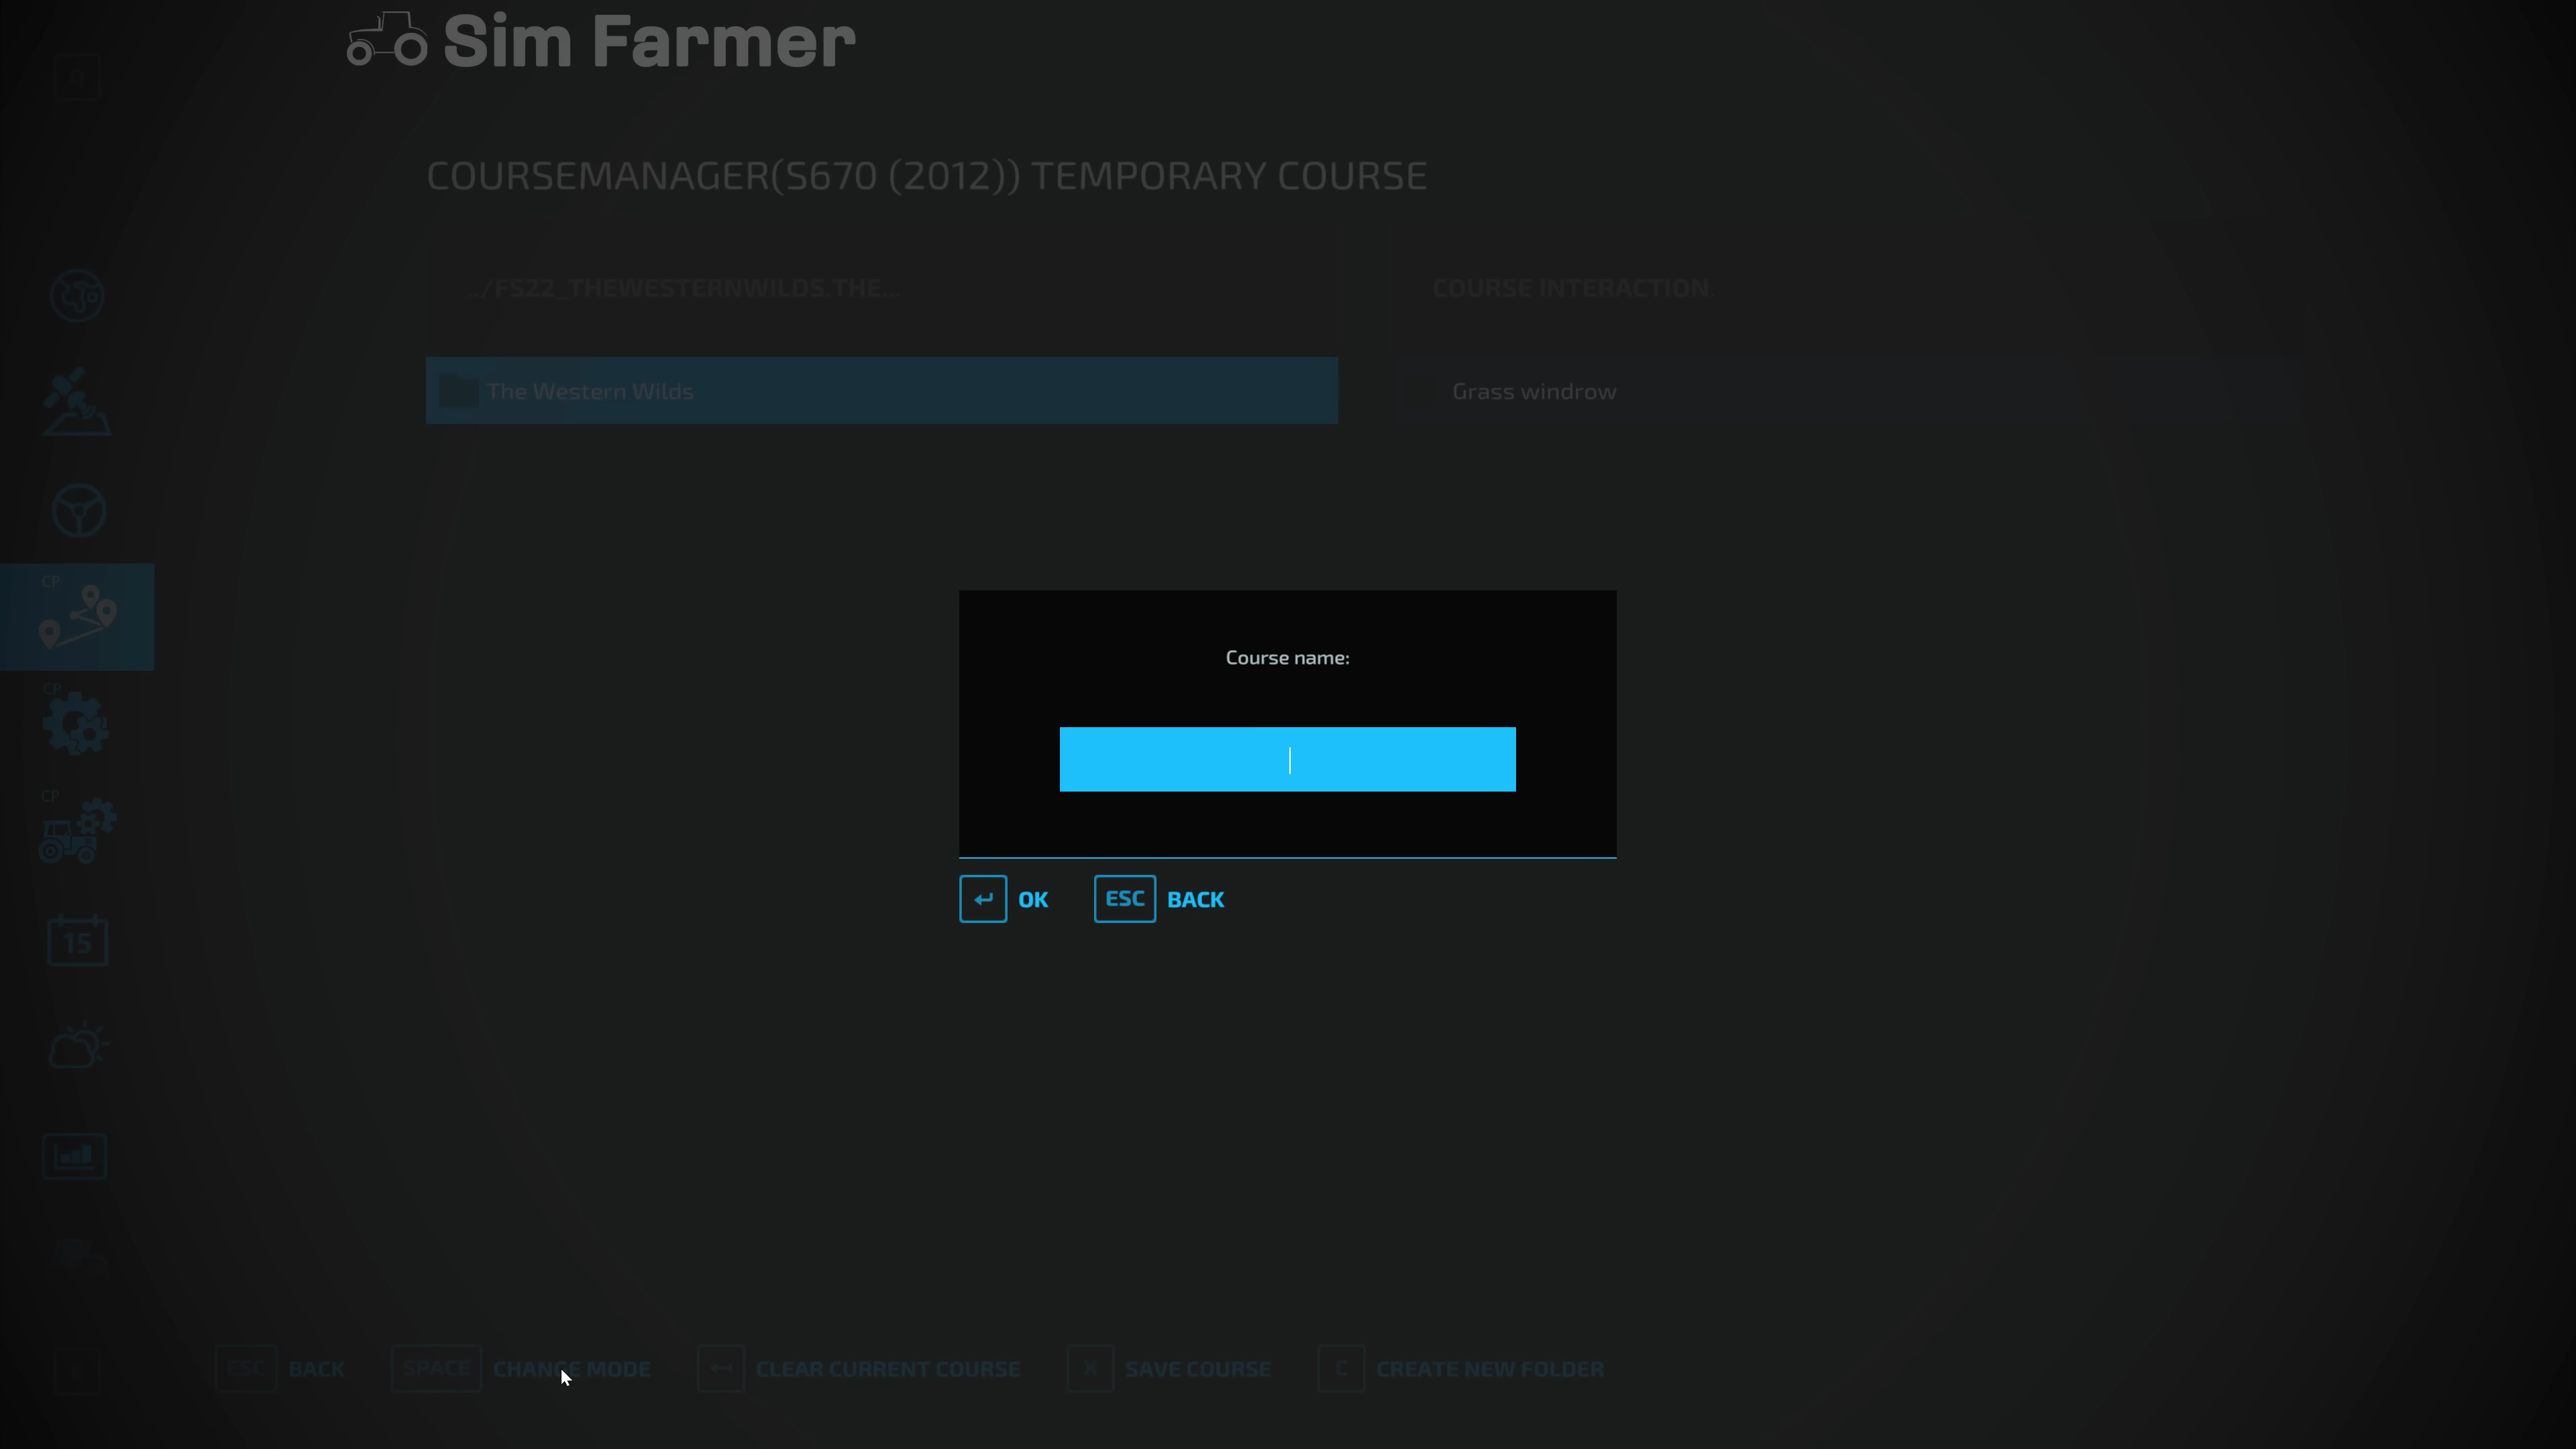 Sim Farmer
COURSEMANAGER(S670 (2012)) TEMPORARY COURSE
../FS22_THEWESTERNWILDS.THE...
COURSE INTERACTION.
The Western Wilds
Grass windrow
CP
Course name:
CP
CP
OK
ESC BACK
15
ESC BACK
SPACE CHANGE MODE
CLEAR CURRENT COURSE
X SAVE COURSE
C CREATE NEW FOLDER